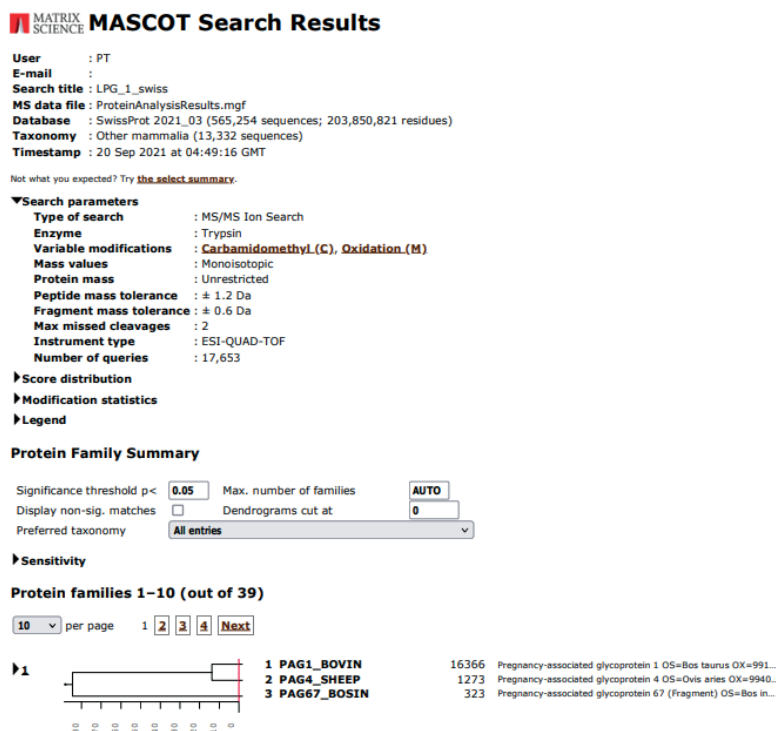 MATRIX SCIENCE MASCOT Search Results
User : PT
E-mail :
Search title : LPG_1_swiss
MS data file : ProteinAnalysisResults.mgf
Database : SwissProt 2021_03 (565,254 sequences; 203,850,821 residues)
Taxonomy : Other mammalia (13,332 sequences)
Timestamp : 20 Sep 2021 at 04:49:16 GMT
Not what you expected? Try the select summary.
▼Search parameters
Type of search : MS/MS Ion Search
Enzyme : Trypsin
Variable modifications : Carbamidomethyl (C), Oxidation (M)
Mass values : Monoisotopic
Protein mass : Unrestricted
Peptide mass tolerance : ± 1.2 Da
Fragment mass tolerance : ± 0.6 Da
Max missed cleavages : 2
Instrument type : ESI-QUAD-TOF
Number of queries : 17,653
▶Score distribution
▶Modification statistics
▶Legend
Protein Family Summary
Significance threshold p< 0.05 Max. number of families AUTO
Display non-sig. matches Dendrograms cut at 0
Preferred taxonomy All entries
▶Sensitivity
Protein families 1–10 (out of 39)
10 per page 1 2 3 4 Next
▶1 1 PAG1_BOVIN 16366 Pregnancy-associated glycoprotein 1 OS=Bos taurus OX=991...
2 PAG4_SHEEP 1273 Pregnancy-associated glycoprotein 4 OS=Ovis aries OX=9940...
3 PAG67_BOSIN 323 Pregnancy-associated glycoprotein 67 (Fragment) OS=Bos in...